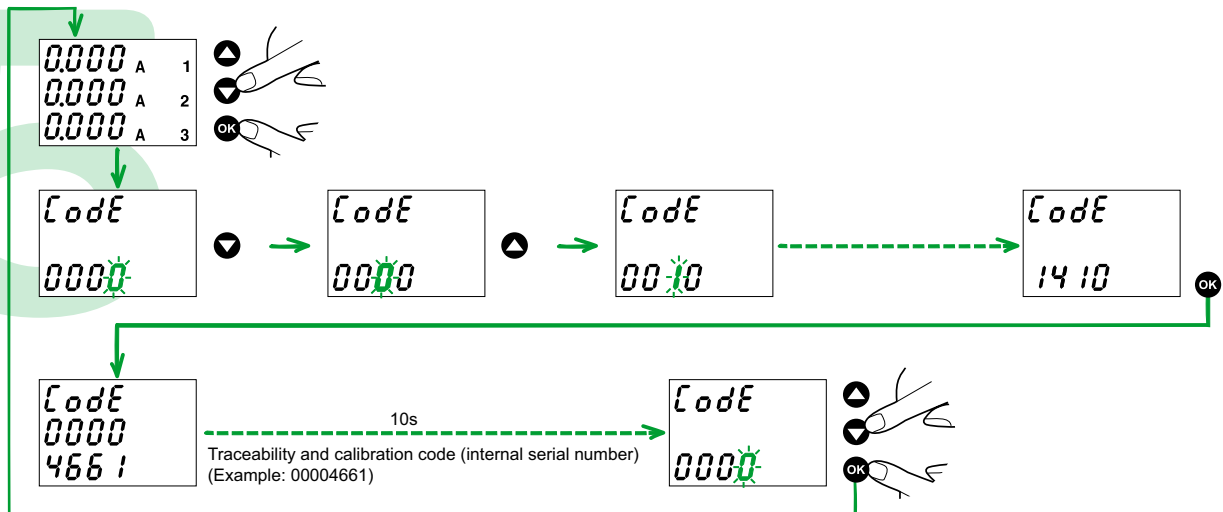 0.000 A 1
0.000 A 2
0.000 A 3
OK
CodE
0000
CodE
0000
CodE
0010
CodE
1410
OK
CodE
0000
4661
10s
Traceability and calibration code (internal serial number)
(Example: 00004661)
CodE
0000
OK